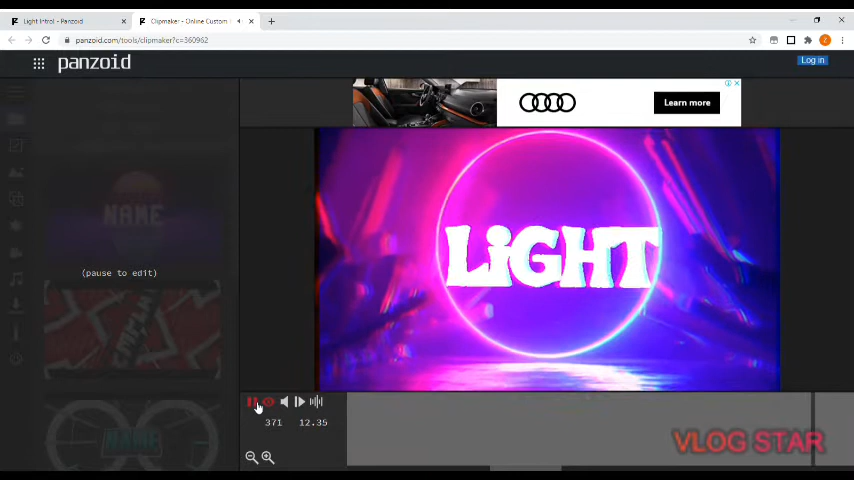 Light Intro! - Panzoid
Clipmaker - Online Custom
panzoid.com/tools/clipmaker?c=360962
panzoid
Log in
Learn more
LiGHT
NAME
(pause to edit)
NAME
371 12.35
VLOG STAR